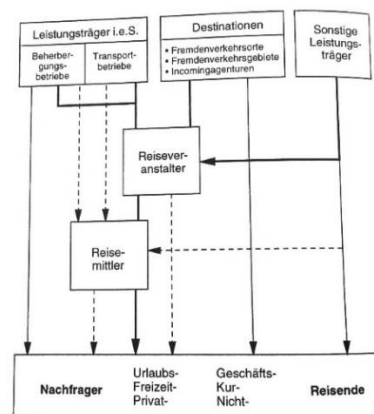 Leistungsträger i.e.S.
Beherber-
gungs-
betriebe
Transport-
betriebe
Destinationen
• Fremdenverkehrsorte
• Fremdenverkehrsgebiete
• Incomingagenturen
Sonstige
Leistungs-
träger
Reisever-
anstalter
Reise-
mittler
Nachfrager
Urlaubs-
Freizeit-
Privat-
Geschäfts-
Kur-
Nicht-
Reisende